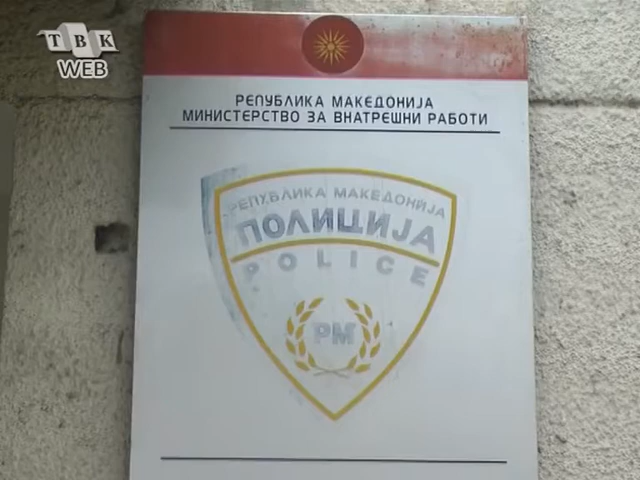 ТВК
WEB
РЕПУБЛИКА МАКЕДОНИЈА
МИНИСТЕРСТВО ЗА ВНАТРЕШНИ РАБОТИ
РЕПУБЛИКА МАКЕДОНИЈА
ПОЛИЦИЈА
POLICE
РМ